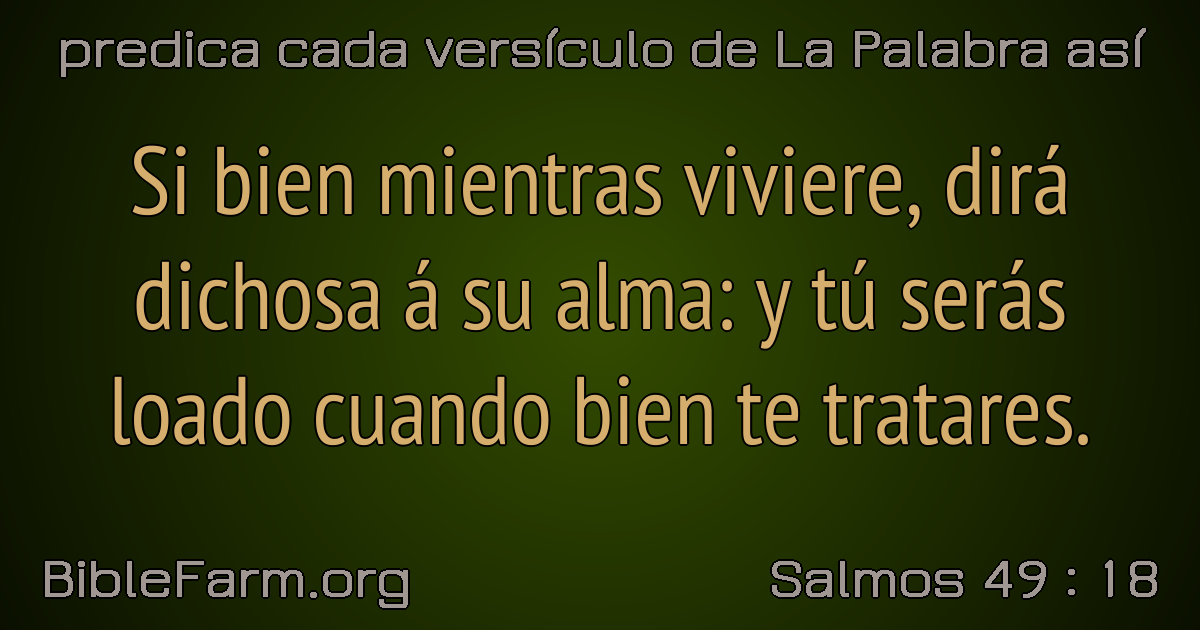 predica cada versículo de La Palabra así
Si bien mientras viviere, dirá
dichosa á su alma: y tú serás
loado cuando bien te tratares.
BibleFarm.org
Salmos 49 : 18